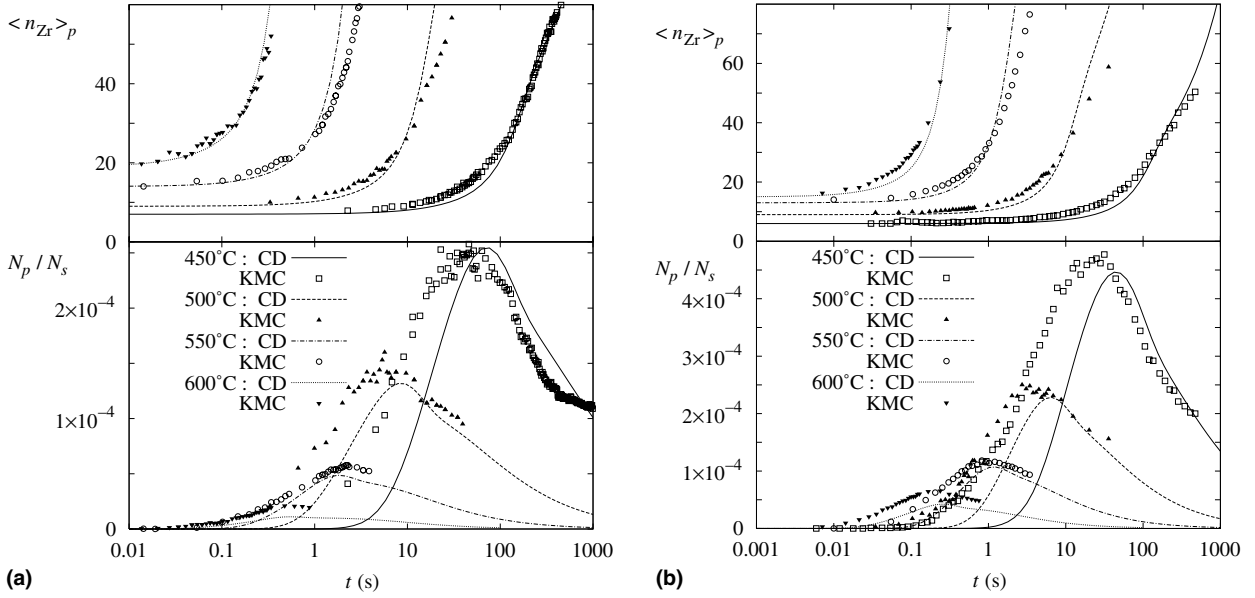 < n_Zr >_p
40
20
0
N_p / N_s
2×10⁻⁴
1×10⁻⁴
0
450°C : CD
KMC
500°C : CD
KMC
550°C : CD
KMC
600°C : CD
KMC
0.01 0.1 1 10 100 1000
(a)
t (s)
< n_Zr >_p
60
40
20
0
N_p / N_s
4×10⁻⁴
3×10⁻⁴
2×10⁻⁴
1×10⁻⁴
0
450°C : CD
KMC
500°C : CD
KMC
550°C : CD
KMC
600°C : CD
KMC
0.001 0.01 0.1 1 10 100 1000
(b)
t (s)